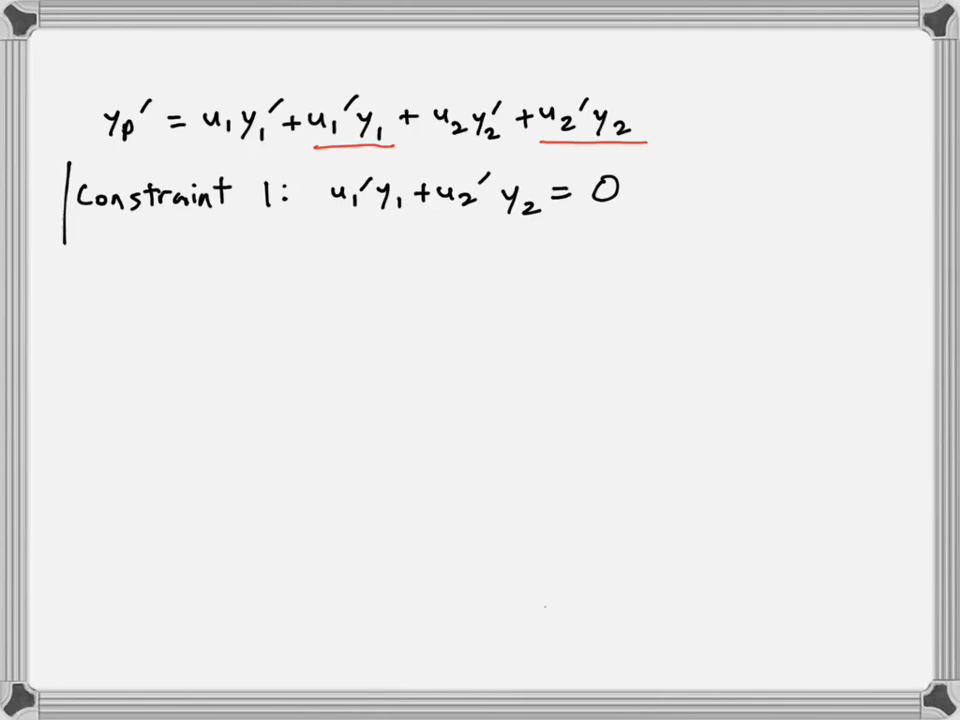 yₚ′ = u₁y₁′ + u₁′y₁ + u₂y₂′ + u₂′y₂
Constraint 1: u₁′y₁ + u₂′y₂ = 0